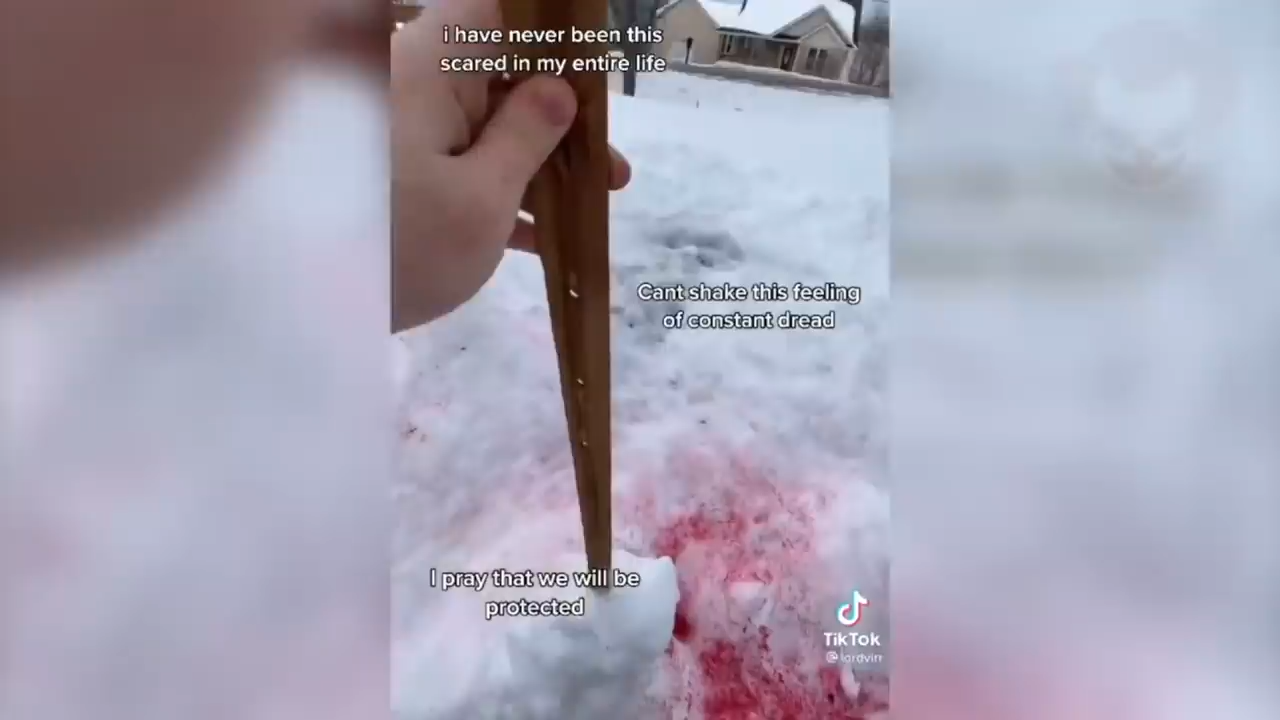 i have never been this
scared in my entire life
Cant shake this feeling
of constant dread
I pray that we will be
protected
TikTok
@lordvirr